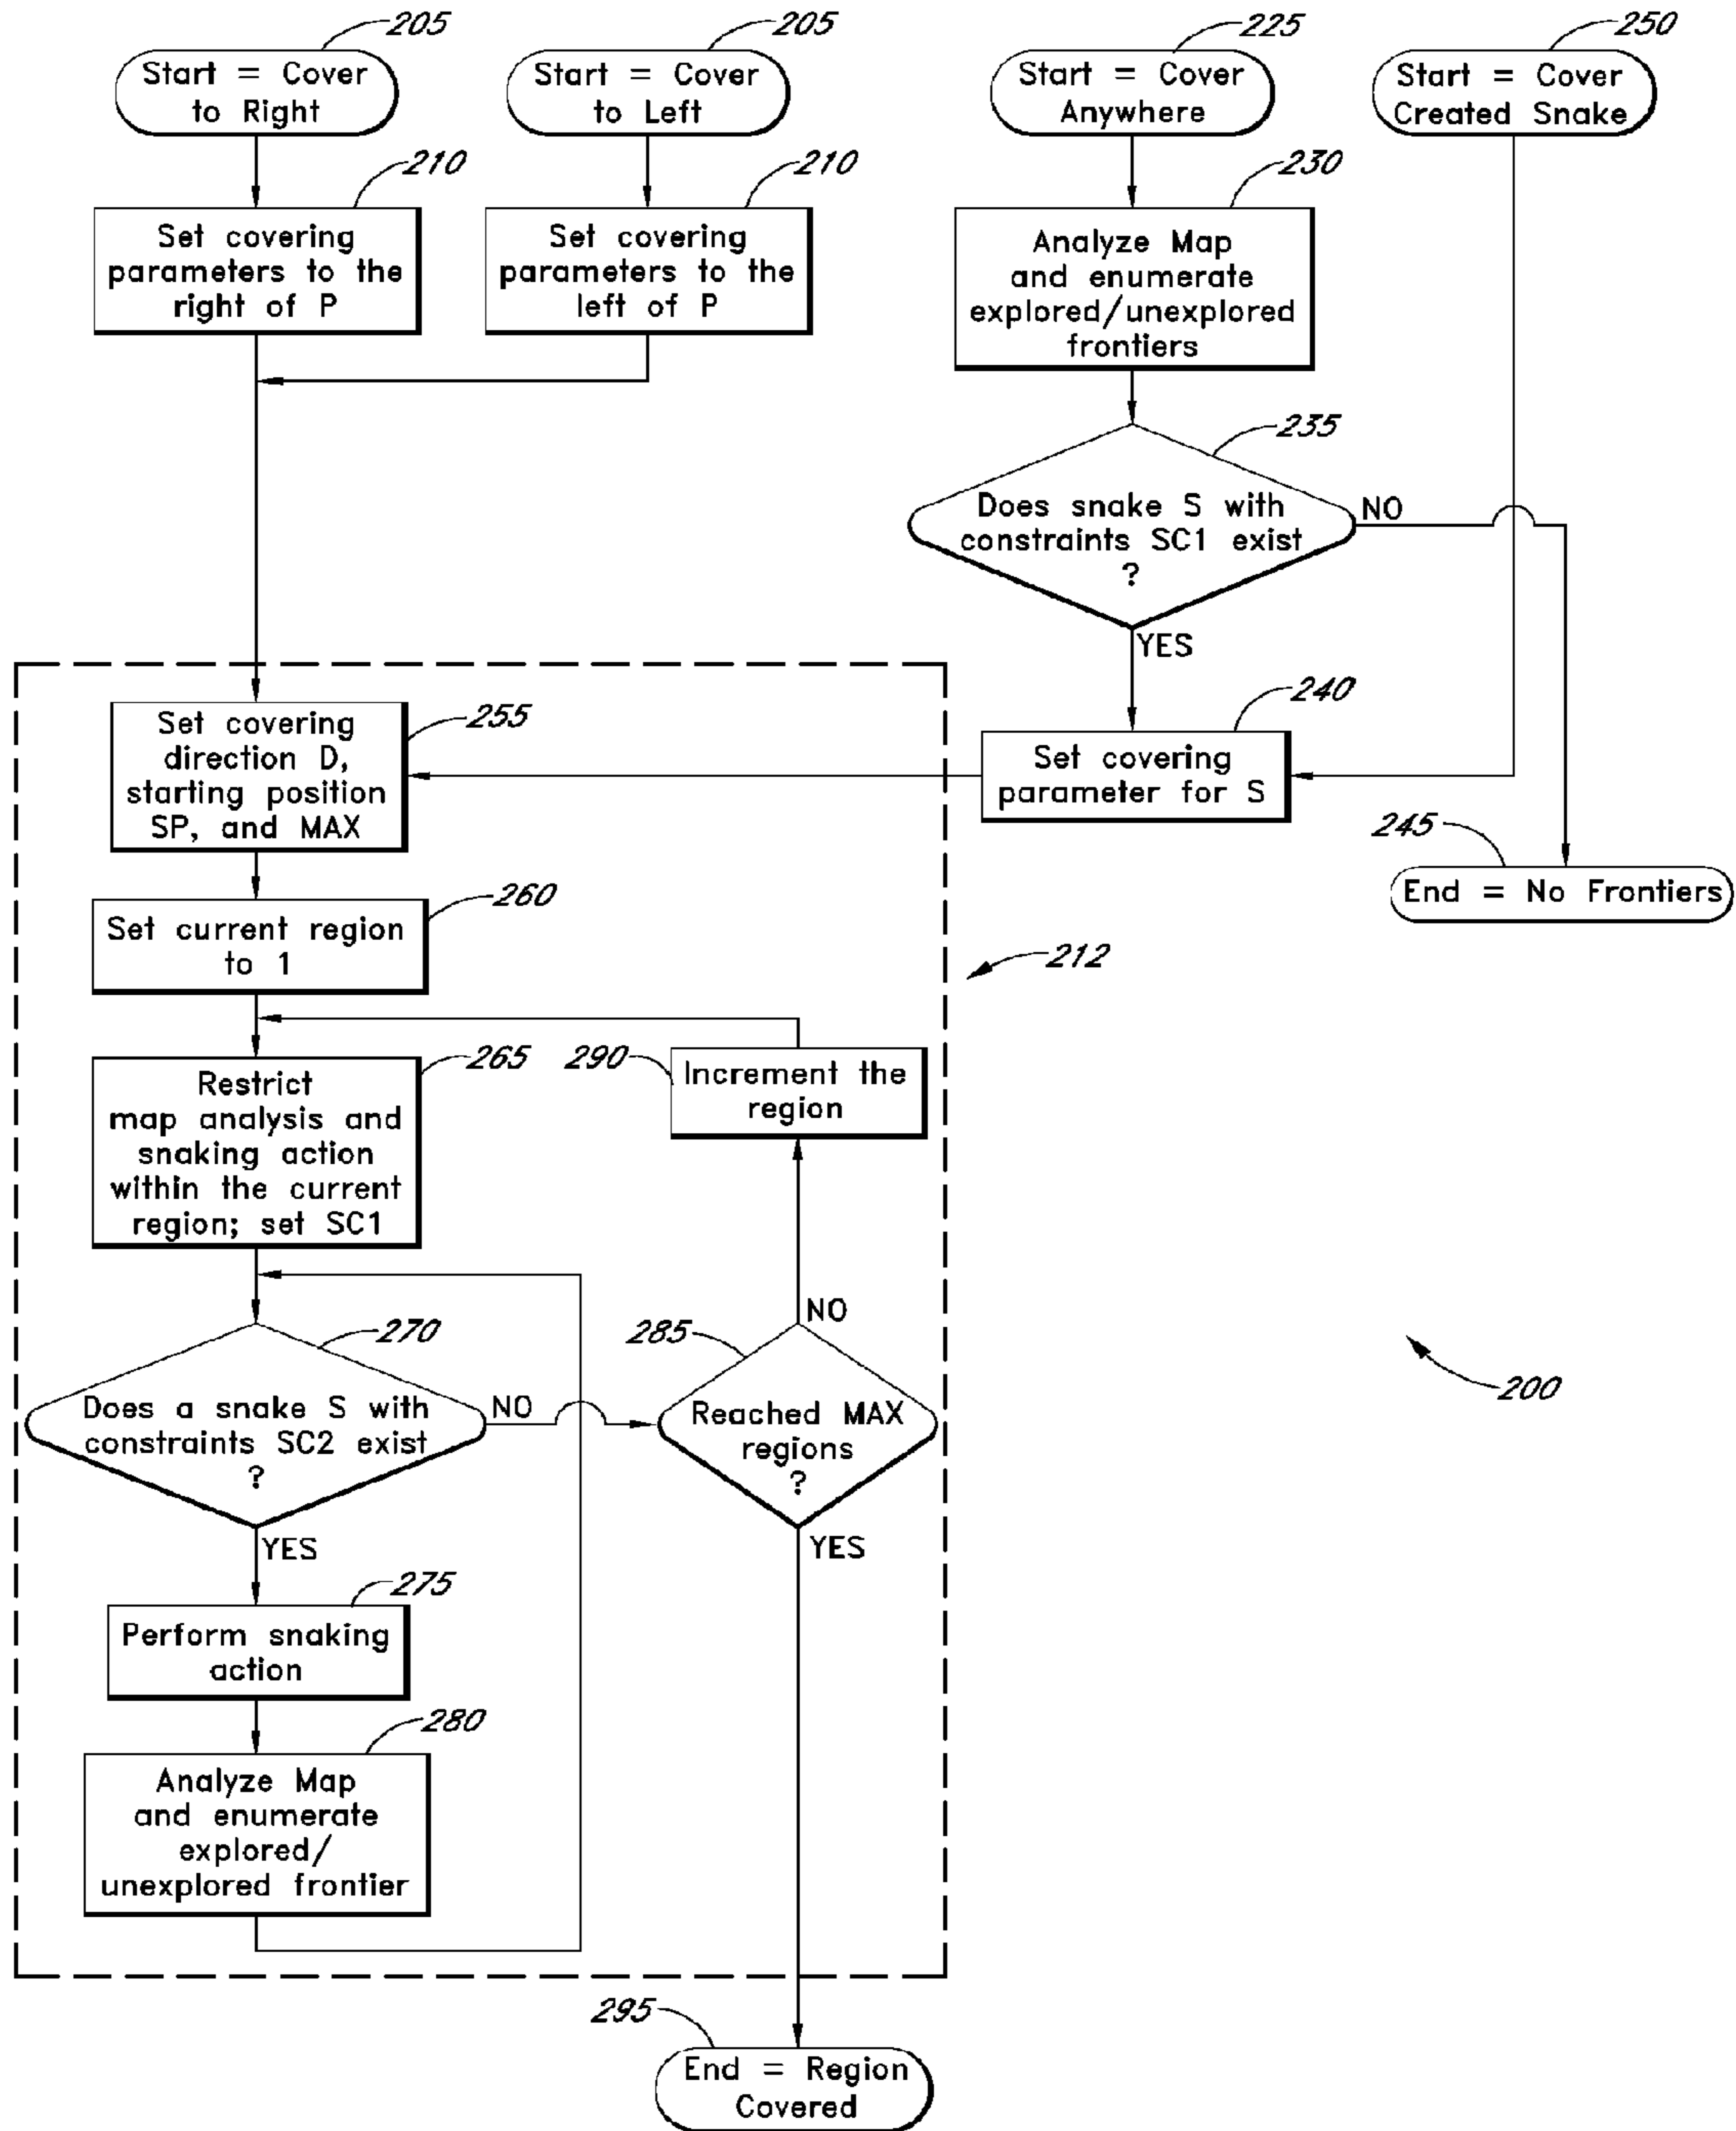 205
Start = Cover
to Right
205
Start = Cover
to Left
225
Start = Cover
Anywhere
250
Start = Cover
Created Snake
210
Set covering
parameters to the
right of P
210
Set covering
parameters to the
left of P
230
Analyze Map
and enumerate
explored/unexplored
frontiers
235
Does snake S with
constraints SC1 exist
?
NO
YES
240
Set covering
parameter for S
245
End = No Frontiers
255
Set covering
direction D,
starting position
SP, and MAX
260
Set current region
to 1
212
265
Restrict
map analysis and
snaking action
within the current
region; set SC1
290
Increment the
region
270
Does a snake S with
constraints SC2 exist
?
NO
YES
285
Reached MAX
regions
?
NO
YES
200
275
Perform snaking
action
280
Analyze Map
and enumerate
explored/
unexplored frontier
295
End = Region
Covered